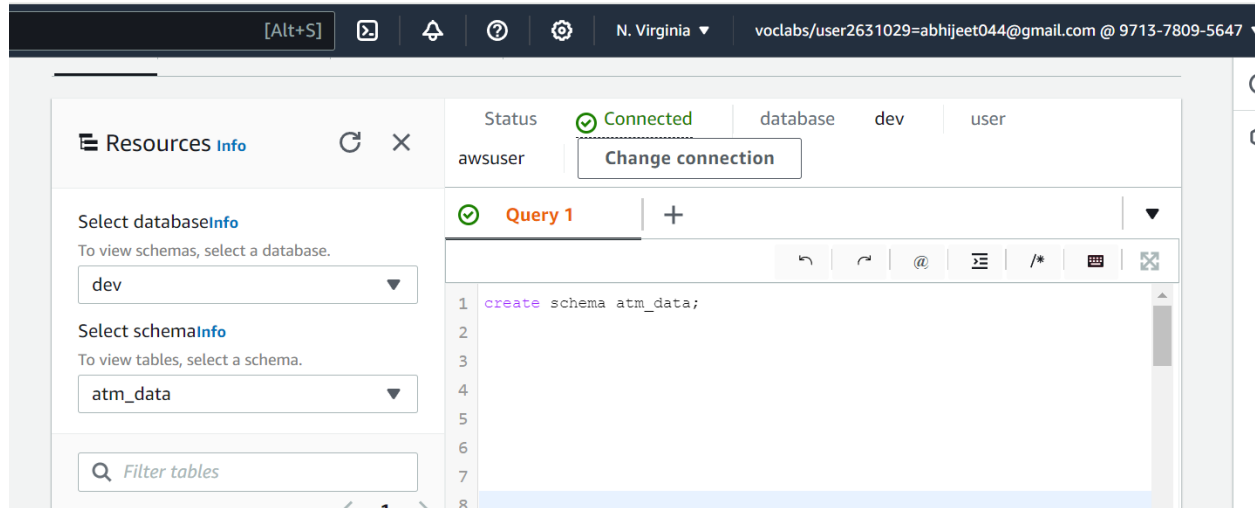 [Alt+S] N. Virginia ▼ voclabs/user2631029=abhijeet044@gmail.com @ 9713-7809-5647
Resources Info
Status Connected database dev user
awsuser Change connection
Select databaseInfo
To view schemas, select a database.
dev
Select schemaInfo
To view tables, select a schema.
atm_data
Filter tables
1
Query 1 +
@ /*
1 create schema atm_data;
2
3
4
5
6
7
8